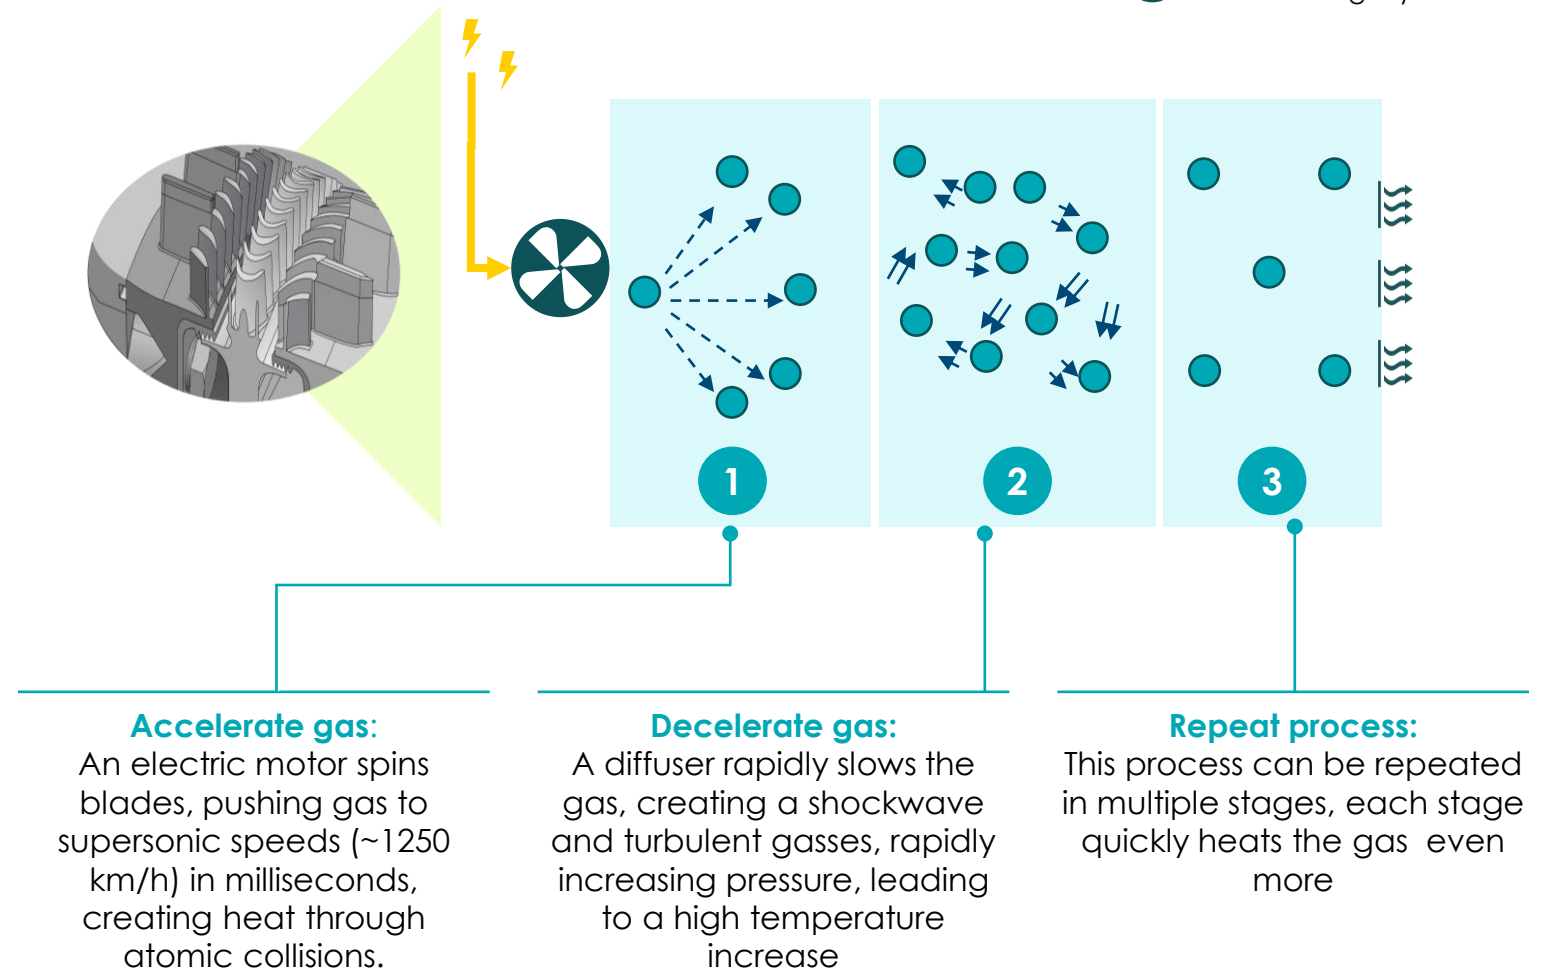 1
2
3
Accelerate gas:
An electric motor spins
blades, pushing gas to
supersonic speeds (~1250
km/h) in milliseconds,
creating heat through
atomic collisions.
Decelerate gas:
A diffuser rapidly slows the
gas, creating a shockwave
and turbulent gasses, rapidly
increasing pressure, leading
to a high temperature
increase
Repeat process:
This process can be repeated
in multiple stages, each stage
quickly heats the gas  even
more